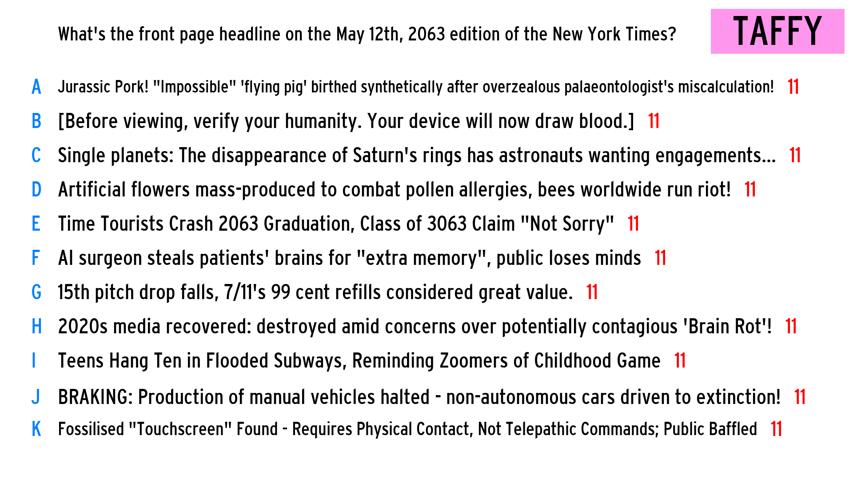 What's the front page headline on the May 12th, 2063 edition of the New York Times?
TAFFY
A Jurassic Pork! "Impossible" 'flying pig' birthed synthetically after overzealous palaeontologist's miscalculation! 11
B [Before viewing, verify your humanity. Your device will now draw blood.] 11
C Single planets: The disappearance of Saturn's rings has astronauts wanting engagements... 11
D Artificial flowers mass-produced to combat pollen allergies, bees worldwide run riot! 11
E Time Tourists Crash 2063 Graduation, Class of 3063 Claim "Not Sorry" 11
F AI surgeon steals patients' brains for "extra memory", public loses minds 11
G 15th pitch drop falls, 7/11's 99 cent refills considered great value. 11
H 2020s media recovered: destroyed amid concerns over potentially contagious 'Brain Rot'! 11
I Teens Hang Ten in Flooded Subways, Reminding Zoomers of Childhood Game 11
J BRAKING: Production of manual vehicles halted - non-autonomous cars driven to extinction! 11
K Fossilised "Touchscreen" Found - Requires Physical Contact, Not Telepathic Commands; Public Baffled 11